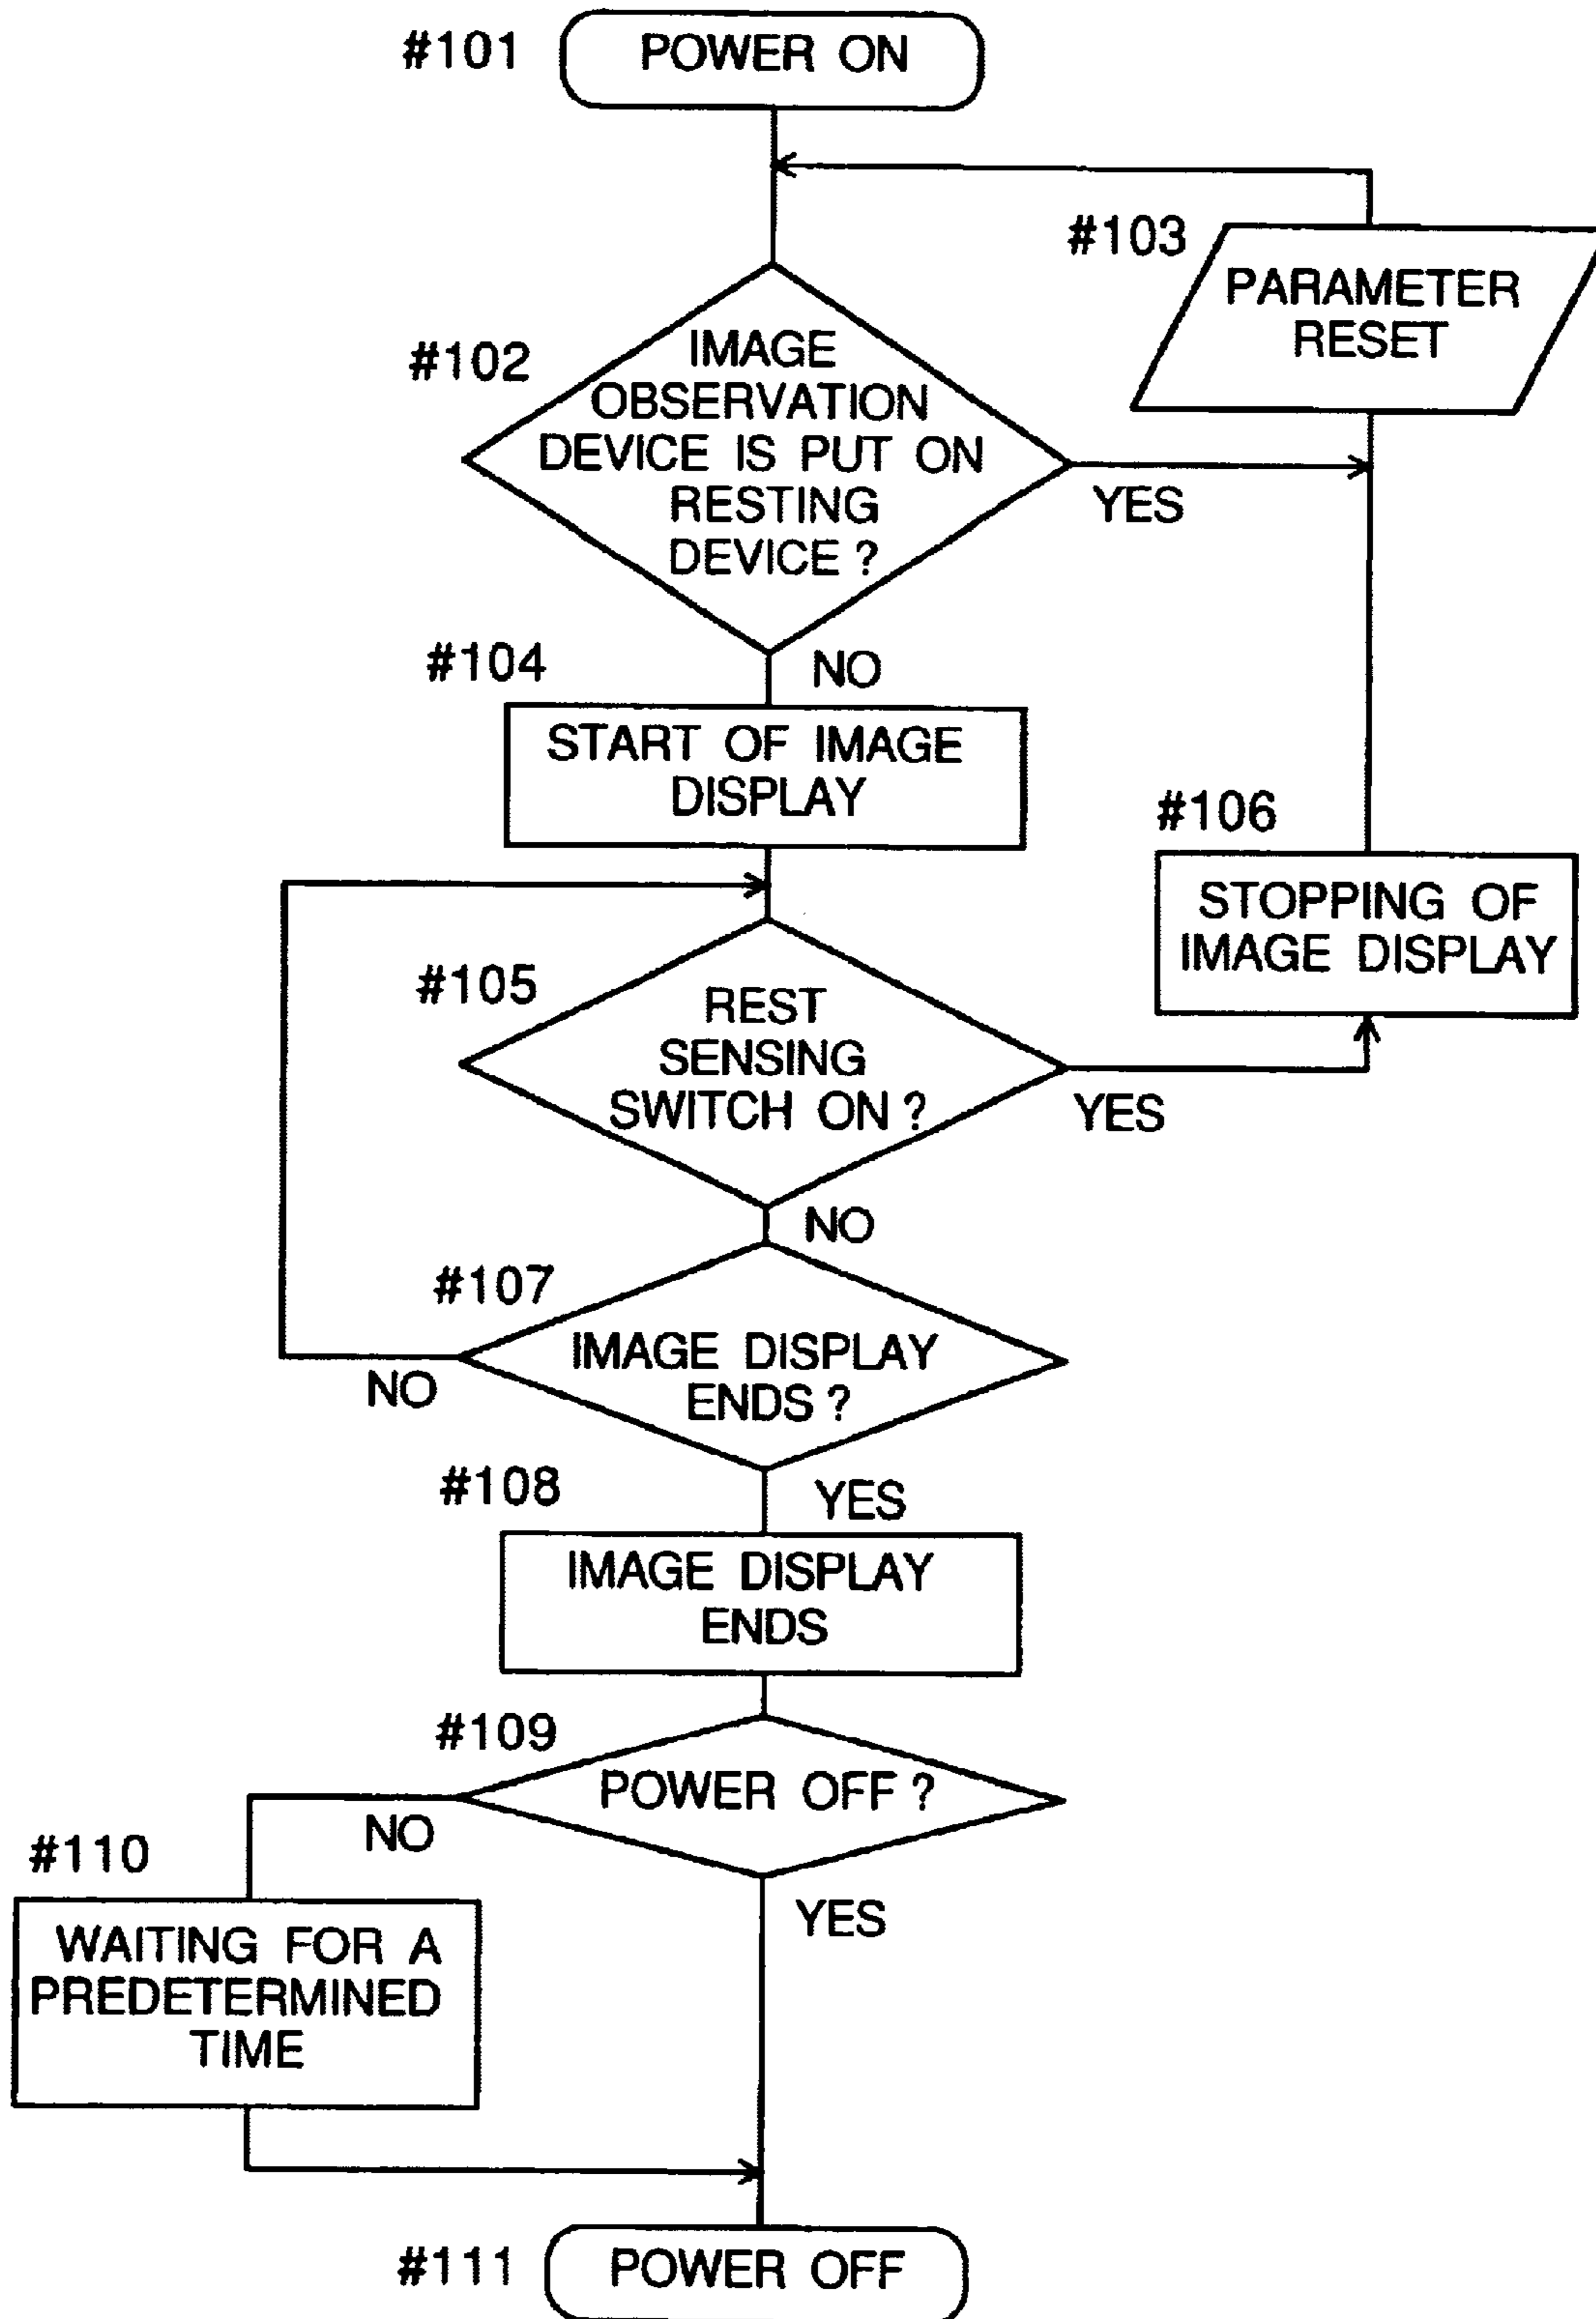 #101
POWER ON
#103
PARAMETER
RESET
#102
IMAGE
OBSERVATION
DEVICE IS PUT ON
RESTING
DEVICE ?
YES
NO
#104
START OF IMAGE
DISPLAY
#106
STOPPING OF
IMAGE DISPLAY
#105
REST
SENSING
SWITCH ON ?
YES
NO
#107
IMAGE DISPLAY
ENDS ?
NO
YES
#108
IMAGE DISPLAY
ENDS
#109
POWER OFF ?
NO
YES
#110
WAITING FOR A
PREDETERMINED
TIME
#111
POWER OFF